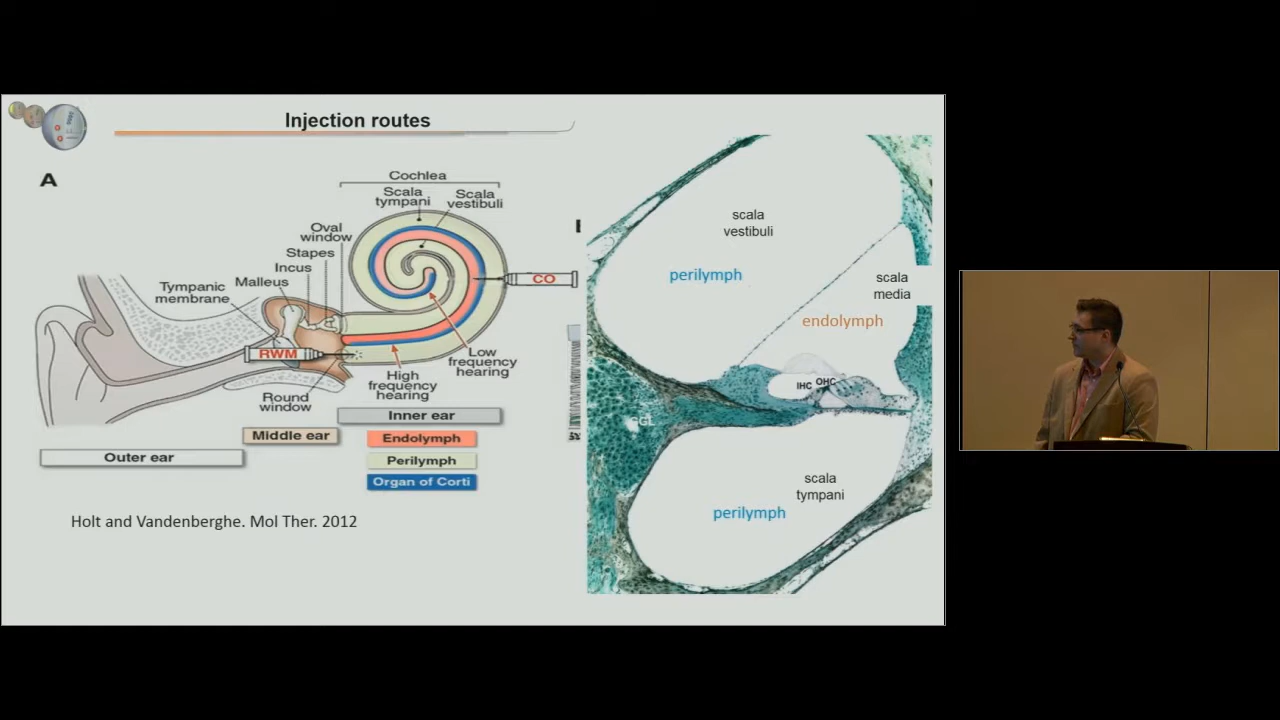 Injection routes
A
Cochlea
Scala
tympani
Scala
vestibuli
Oval
window
Stapes
Incus
Malleus
Tympanic
membrane
CO
RWM
Low
frequency
hearing
High
frequency
hearing
Round
window
Inner ear
Middle ear
Endolymph
Outer ear
Perilymph
Organ of Corti
Holt and Vandenberghe. Mol Ther. 2012
scala
vestibuli
perilymph
scala
media
endolymph
IHC
OHC
scala
tympani
perilymph